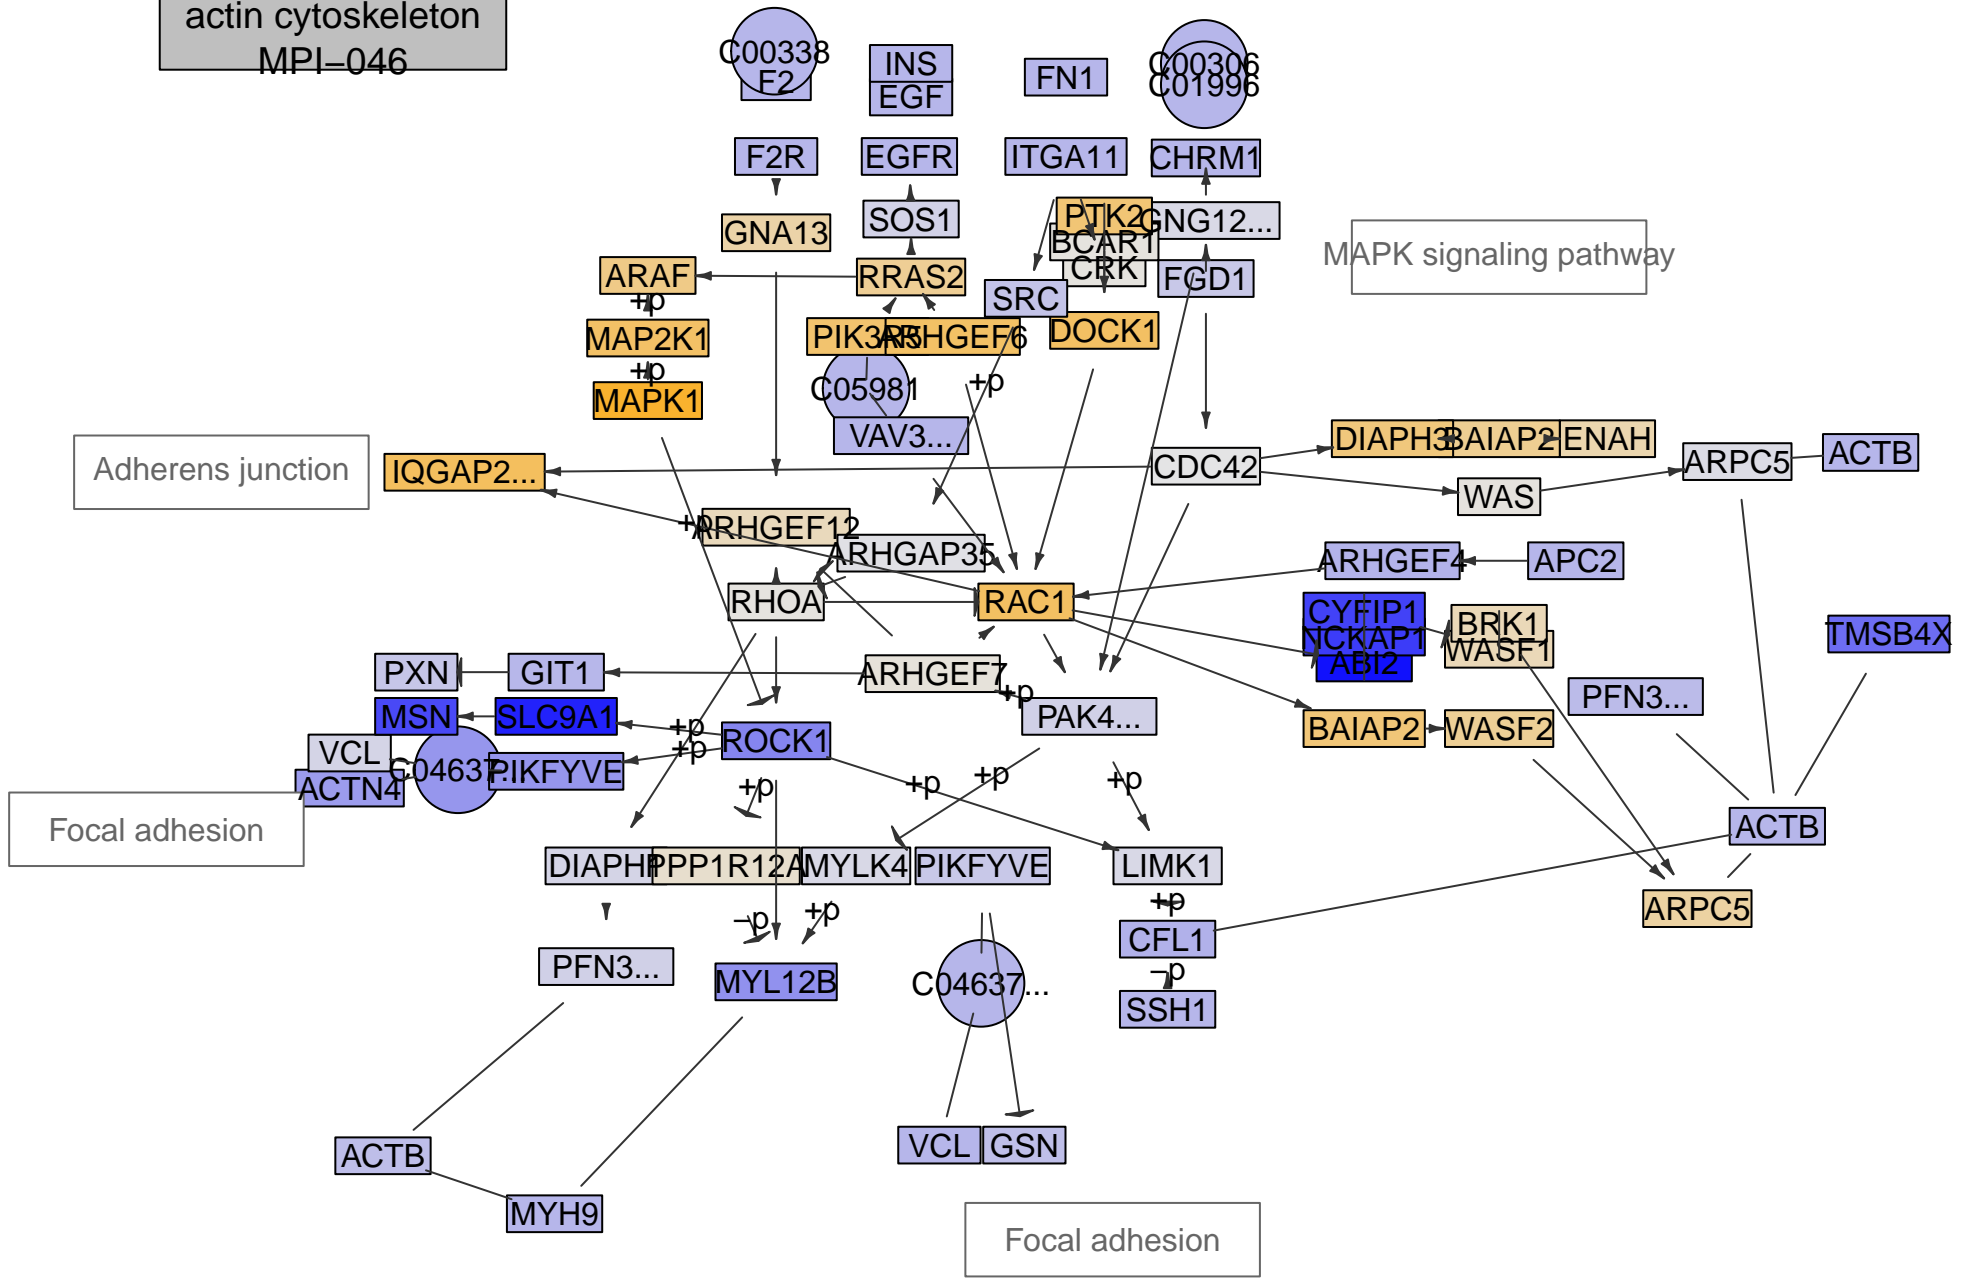 actin cytoskeleton
MPI−046
C00338
F2
INS
EGF
FN1
C00306
C01996
F2R
EGFR
ITGA11
CHRM1
GNA13
SOS1
PTK2
BCAR1
CRK
GNG12...
FGD1
MAPK signaling pathway
ARAF
RRAS2
SRC
+p
MAP2K1
ARHGEF6
DOCK1
+p
MAPK1
C05981
+p
VAV3...
Adherens junction
IQGAP2...
CDC42
DIAPH3
BAIAP2
ENAH
ARPC5
ACTB
WAS
+p
ARHGEF12
ARHGAP35
ARHGEF4
APC2
RHOA
RAC1
CYFIP1
NCKAP1
ABI2
BRK1
WASF1
TMSB4X
PXN
GIT1
ARHGEF7
+p
PFN3...
MSN
SLC9A1
+p
ROCK1
PAK4...
BAIAP2
WASF2
VCL
ACTN4
C04637...
PIKFYVE
+p
+p
+p
+p
+p
Focal adhesion
ACTB
PPP1R12A
MYLK4
PIKFYVE
LIMK1
−p
+p
+p
ARPC5
CFL1
PFN3...
MYL12B
C04637...
−p
SSH1
ACTB
VCL
GSN
MYH9
Focal adhesion